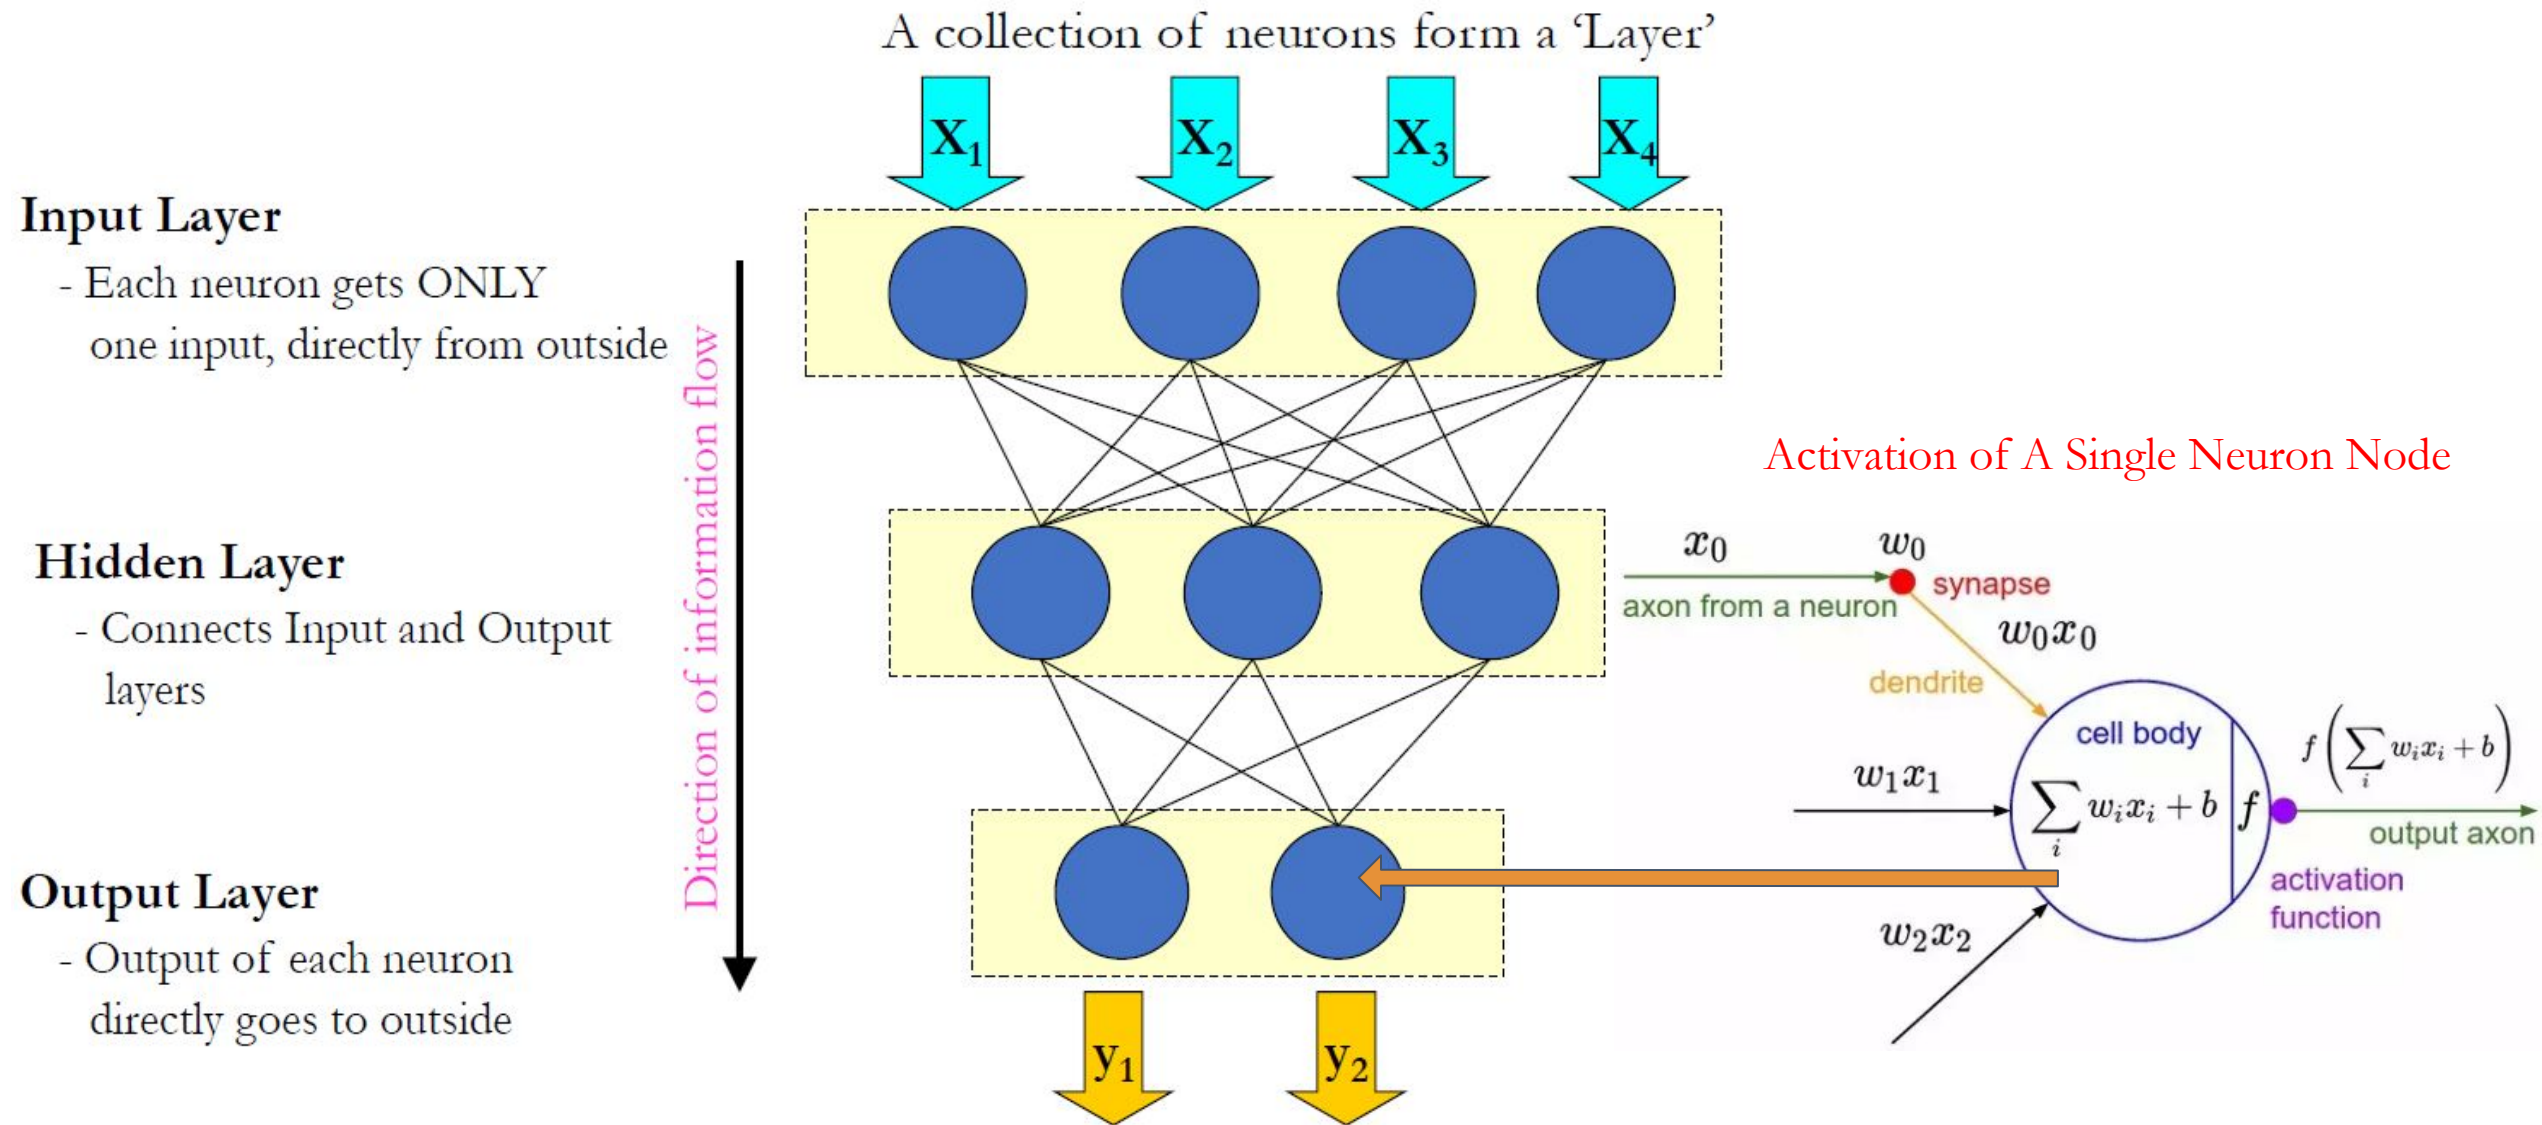 A collection of neurons form a ‘Layer’
X₁ X₂ X₃ X₄
Input Layer
- Each neuron gets ONLY
one input, directly from outside
Direction of information flow
Hidden Layer
- Connects Input and Output
layers
Output Layer
- Output of each neuron
directly goes to outside
y₁ y₂
Activation of A Single Neuron Node
x₀
w₀
synapse
axon from a neuron
w₀x₀
dendrite
cell body
f(∑ᵢ wᵢxᵢ + b)
w₁x₁
∑ᵢ wᵢxᵢ + b f
output axon
activation
function
w₂x₂